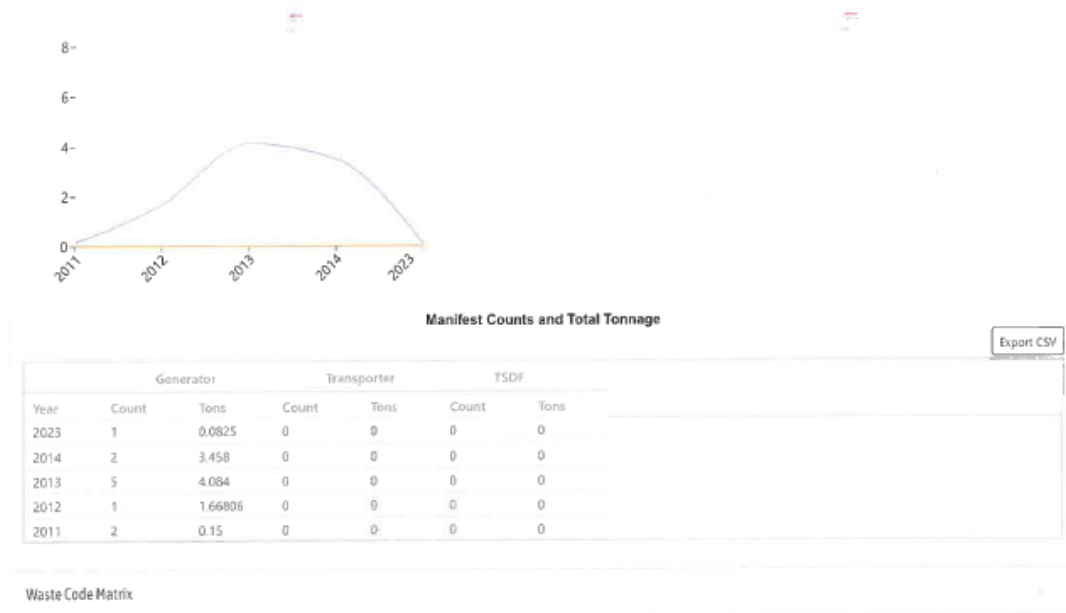 8-
6-
4-
2-
0-
2011 2012 2013 2014 2023
Manifest Counts and Total Tonnage
Export CSV
Generator Transporter TSDF
Year Count Tons Count Tons Count Tons
2023 1 0.0825 0 0 0 0
2014 2 3.458 0 0 0 0
2013 5 4.084 0 0 0 0
2012 1 1.66806 0 0 0 0
2011 2 0.15 0 0 0 0
Waste Code Matrix